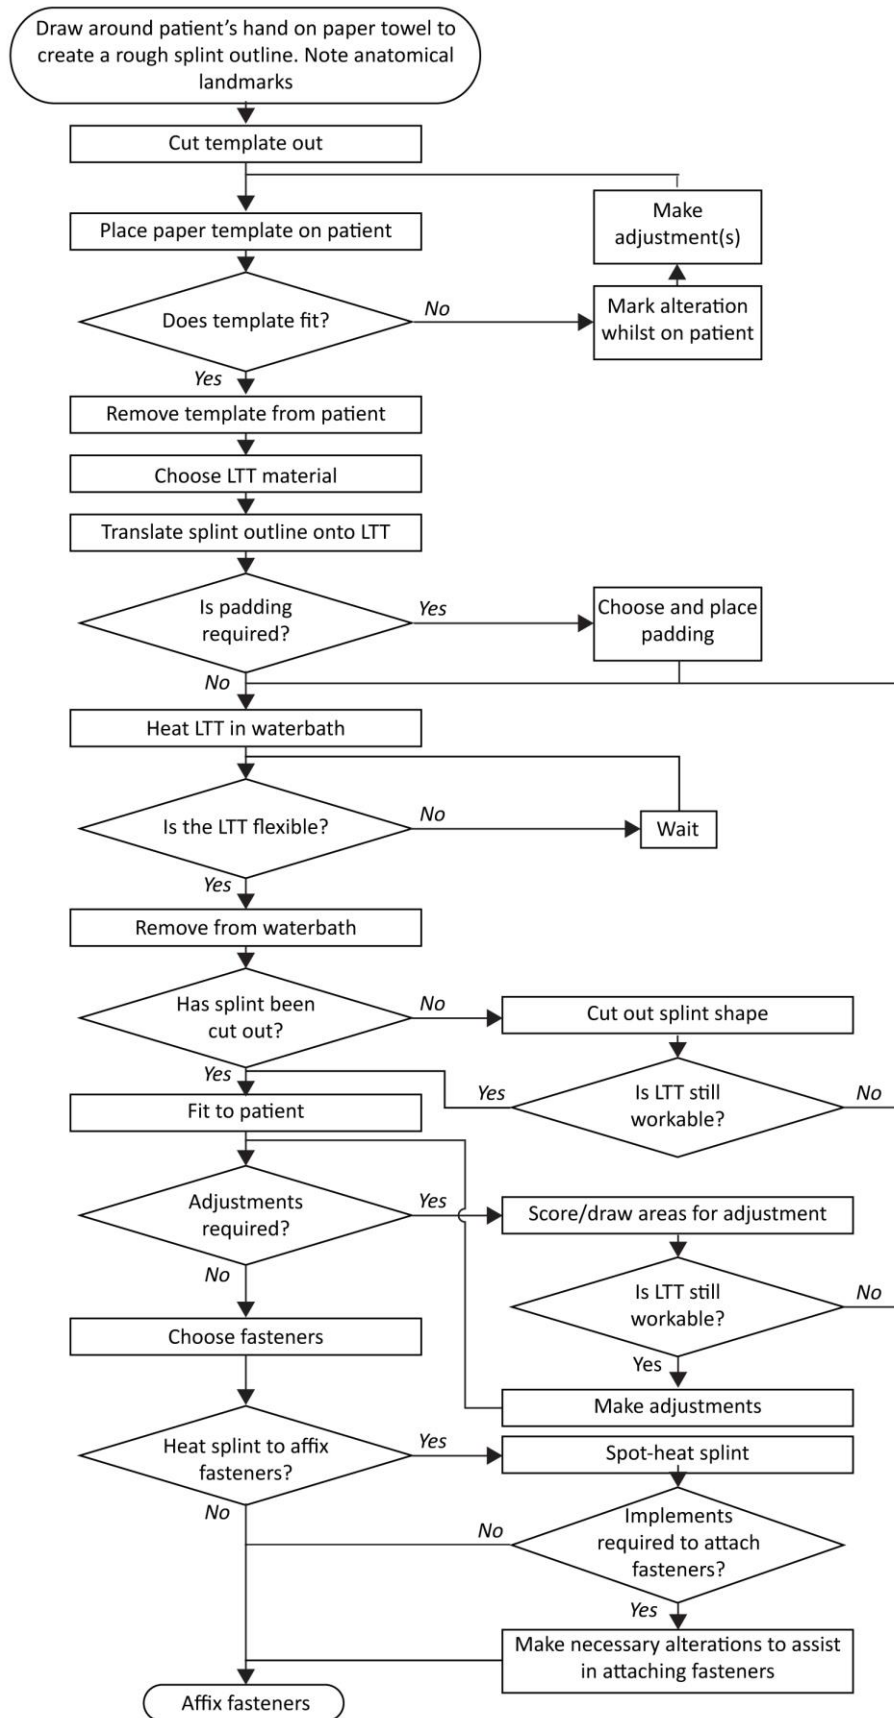 Draw around patient’s hand on paper towel to
create a rough splint outline. Note anatomical
landmarks
Cut template out
Place paper template on patient
Make
adjustment(s)
Does template fit?
No
Mark alteration
whilst on patient
Yes
Remove template from patient
Choose LTT material
Translate splint outline onto LTT
Is padding
required?
Yes
Choose and place
padding
No
Heat LTT in waterbath
Is the LTT flexible?
No
Wait
Yes
Remove from waterbath
Has splint been
cut out?
No
Cut out splint shape
Yes
Is LTT still
workable?
Yes
No
Fit to patient
Adjustments
required?
Yes
Score/draw areas for adjustment
No
Is LTT still
workable?
No
Yes
Choose fasteners
Make adjustments
Heat splint to affix
fasteners?
Yes
Spot-heat splint
No
Implements
required to attach
fasteners?
No
Yes
Make necessary alterations to assist
in attaching fasteners
Affix fasteners